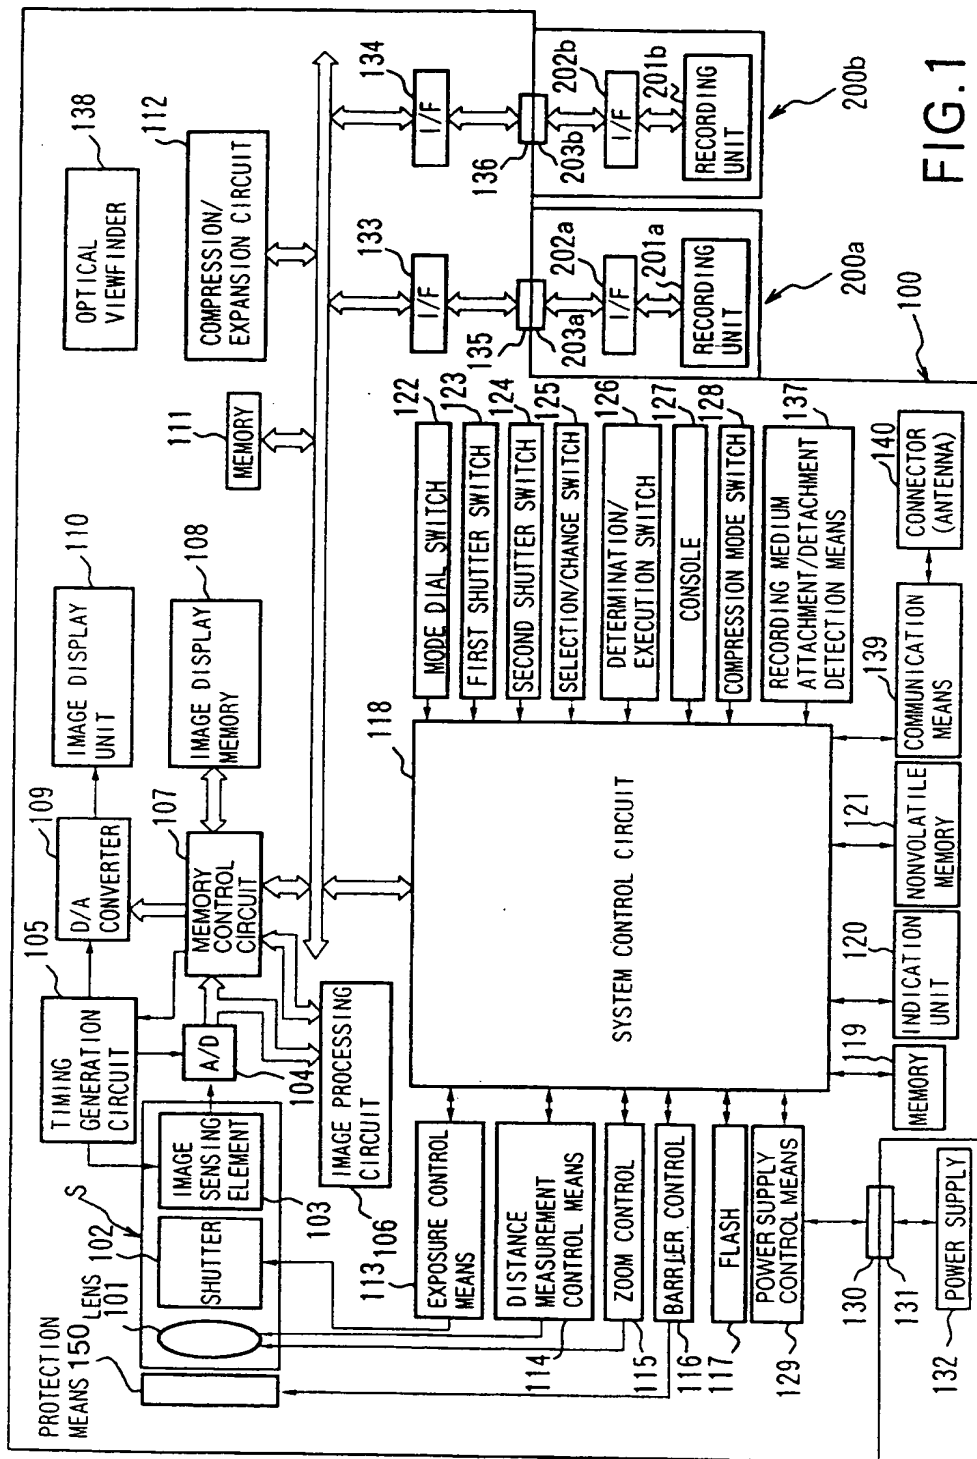 PROTECTION
MEANS 150
LENS
101
102
S
SHUTTER
IMAGE
SENSING
ELEMENT
103
105
TIMING
GENERATION
CIRCUIT
A/D
104
109
D/A
CONVERTER
110
IMAGE DISPLAY
UNIT
107
MEMORY
CONTROL
CIRCUIT
108
IMAGE DISPLAY
MEMORY
IMAGE PROCESSING
CIRCUIT
106
111
MEMORY
138
OPTICAL
VIEWFINDER
112
COMPRESSION/
EXPANSION CIRCUIT
133
I/F
134
I/F
135
203a
136
203b
202a
I/F
201a
RECORDING
UNIT
200a
202b
I/F
201b
RECORDING
UNIT
200b
118
SYSTEM CONTROL CIRCUIT
113
EXPOSURE CONTROL
MEANS
DISTANCE
MEASUREMENT
CONTROL MEANS
114
ZOOM CONTROL
115
BARRIER CONTROL
116
FLASH
117
POWER SUPPLY
CONTROL MEANS
129
130
131
POWER SUPPLY
132
122
MODE DIAL SWITCH
123
FIRST SHUTTER SWITCH
124
SECOND SHUTTER SWITCH
125
SELECTION/CHANGE SWITCH
126
DETERMINATION/
EXECUTION SWITCH
127
CONSOLE
128
COMPRESSION MODE SWITCH
137
RECORDING MEDIUM
ATTACHMENT/DETACHMENT
DETECTION MEANS
119
MEMORY
120
INDICATION
UNIT
121
NONVOLATILE
MEMORY
139
COMMUNICATION
MEANS
140
CONNECTOR
(ANTENNA)
100
FIG.1